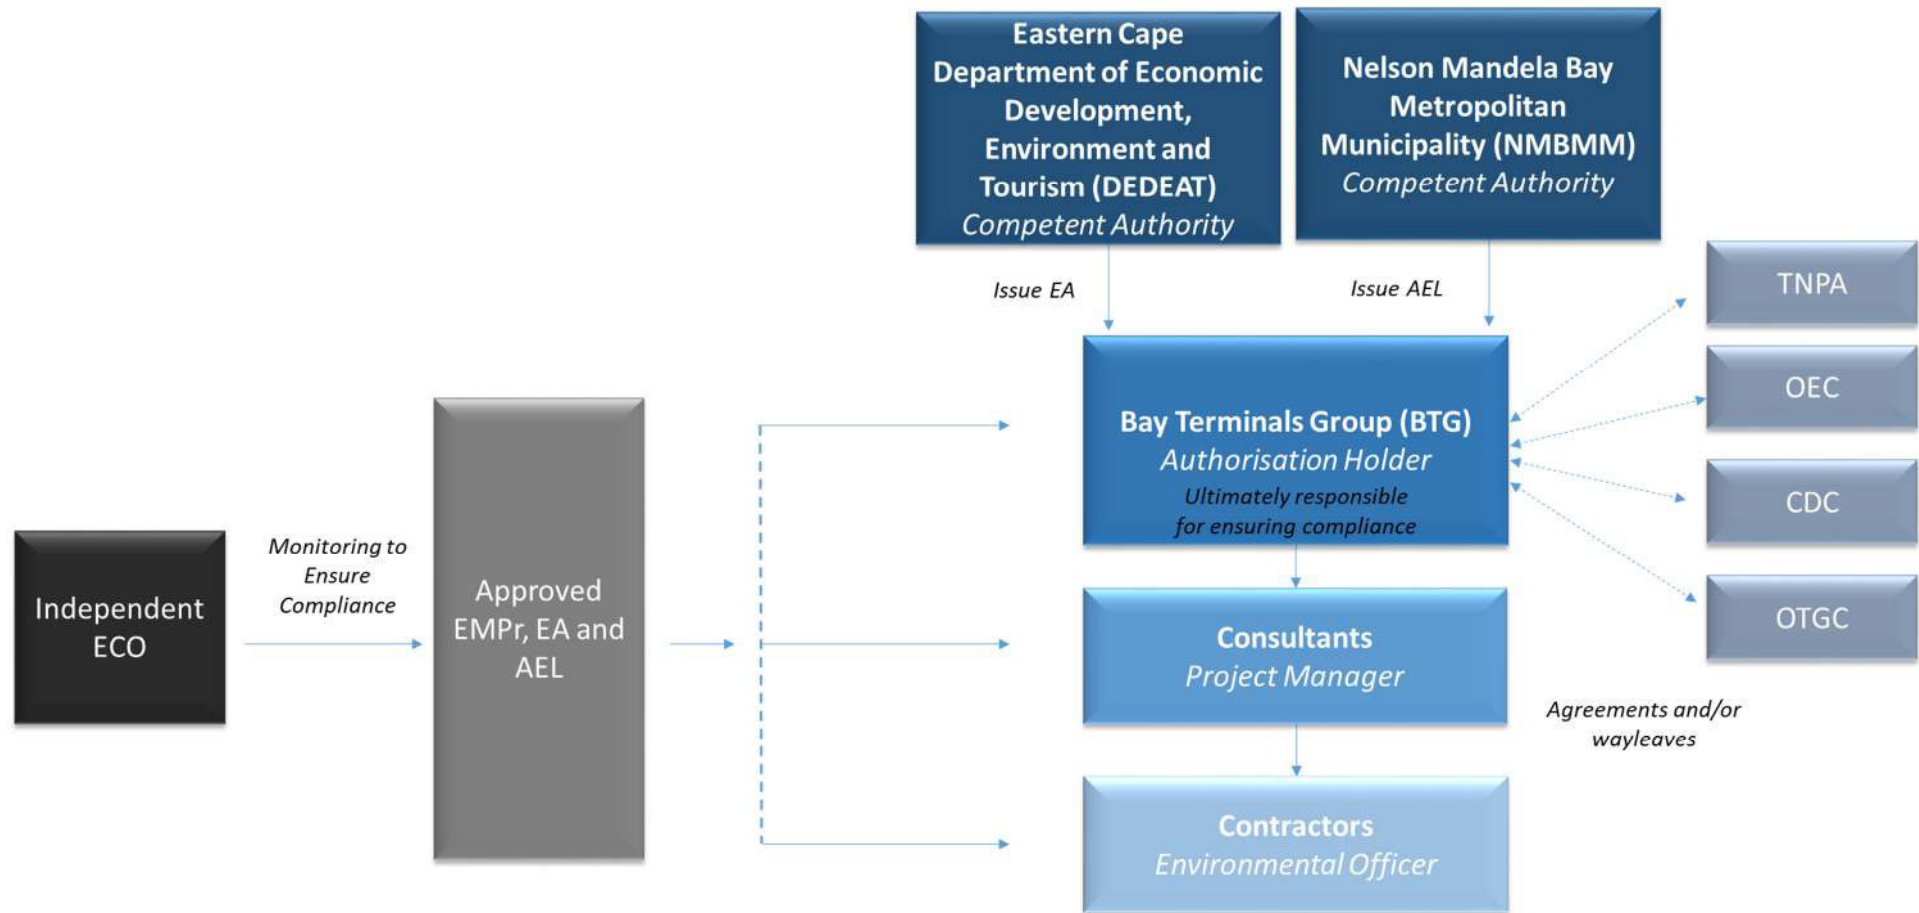 Eastern Cape
Department of Economic
Development,
Environment and
Tourism (DEDEAT)
Competent Authority
Nelson Mandela Bay
Metropolitan
Municipality (NMBMM)
Competent Authority
Issue EA
Issue AEL
TNPA
OEC
CDC
OTGC
Bay Terminals Group (BTG)
Authorisation Holder
Ultimately responsible
for ensuring compliance
Independent
ECO
Monitoring to
Ensure
Compliance
Approved
EMPr, EA and
AEL
Consultants
Project Manager
Agreements and/or
wayleaves
Contractors
Environmental Officer